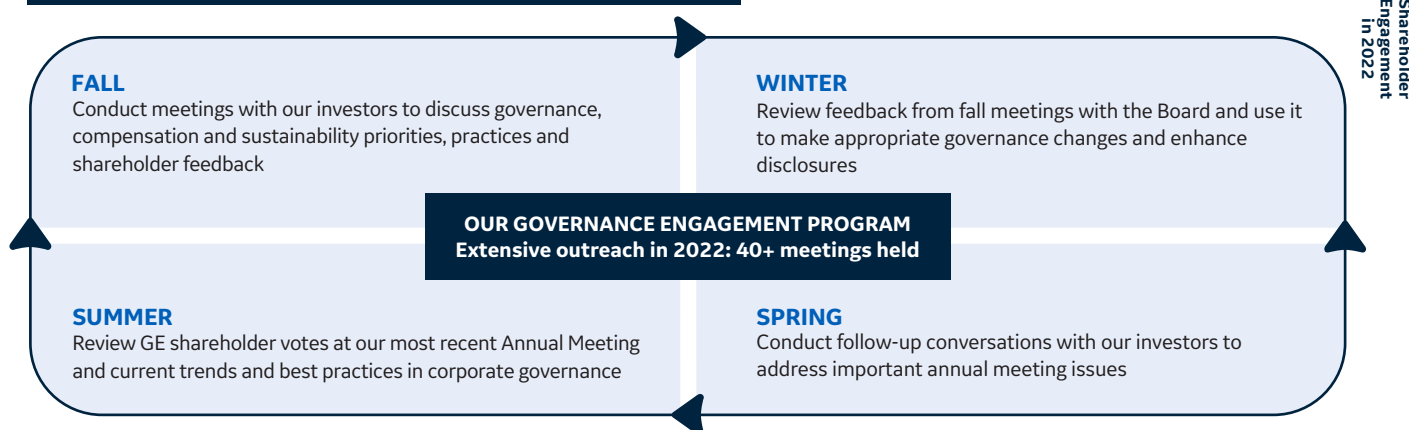 FALL
Conduct meetings with our investors to discuss governance,
compensation and sustainability priorities, practices and
shareholder feedback
WINTER
Review feedback from fall meetings with the Board and use it
to make appropriate governance changes and enhance
disclosures
OUR GOVERNANCE ENGAGEMENT PROGRAM
Extensive outreach in 2022: 40+ meetings held
SUMMER
Review GE shareholder votes at our most recent Annual Meeting
and current trends and best practices in corporate governance
SPRING
Conduct follow-up conversations with our investors to
address important annual meeting issues
Shareholder
Engagement
in 2022